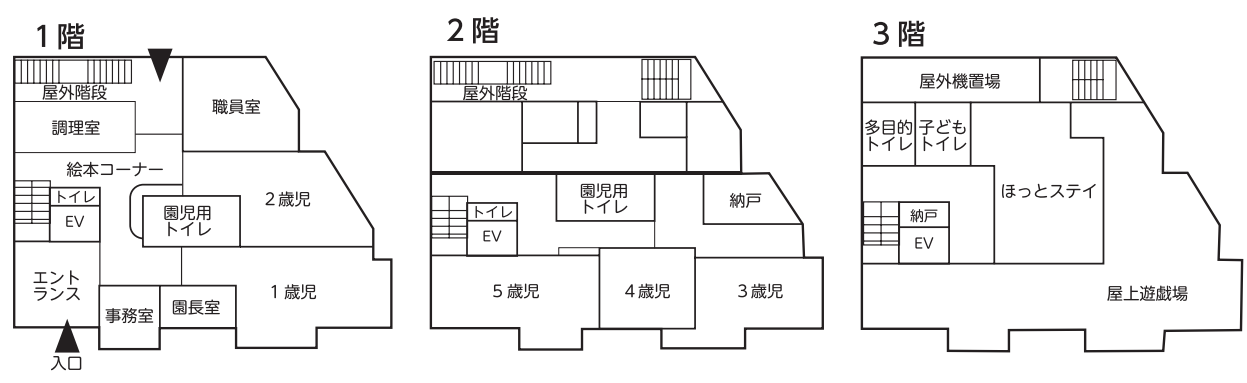 1階
屋外階段
職員室
調理室
絵本コーナー
トイレ
EV
園児用
トイレ
2歳児
エント
ランス
事務室
園長室
1歳児
入口
2階
屋外階段
園児用
トイレ
納戸
トイレ
EV
5歳児
4歳児
3歳児
3階
屋外機置場
多目的
トイレ
子ども
トイレ
ほっとステイ
納戸
EV
屋上遊戯場